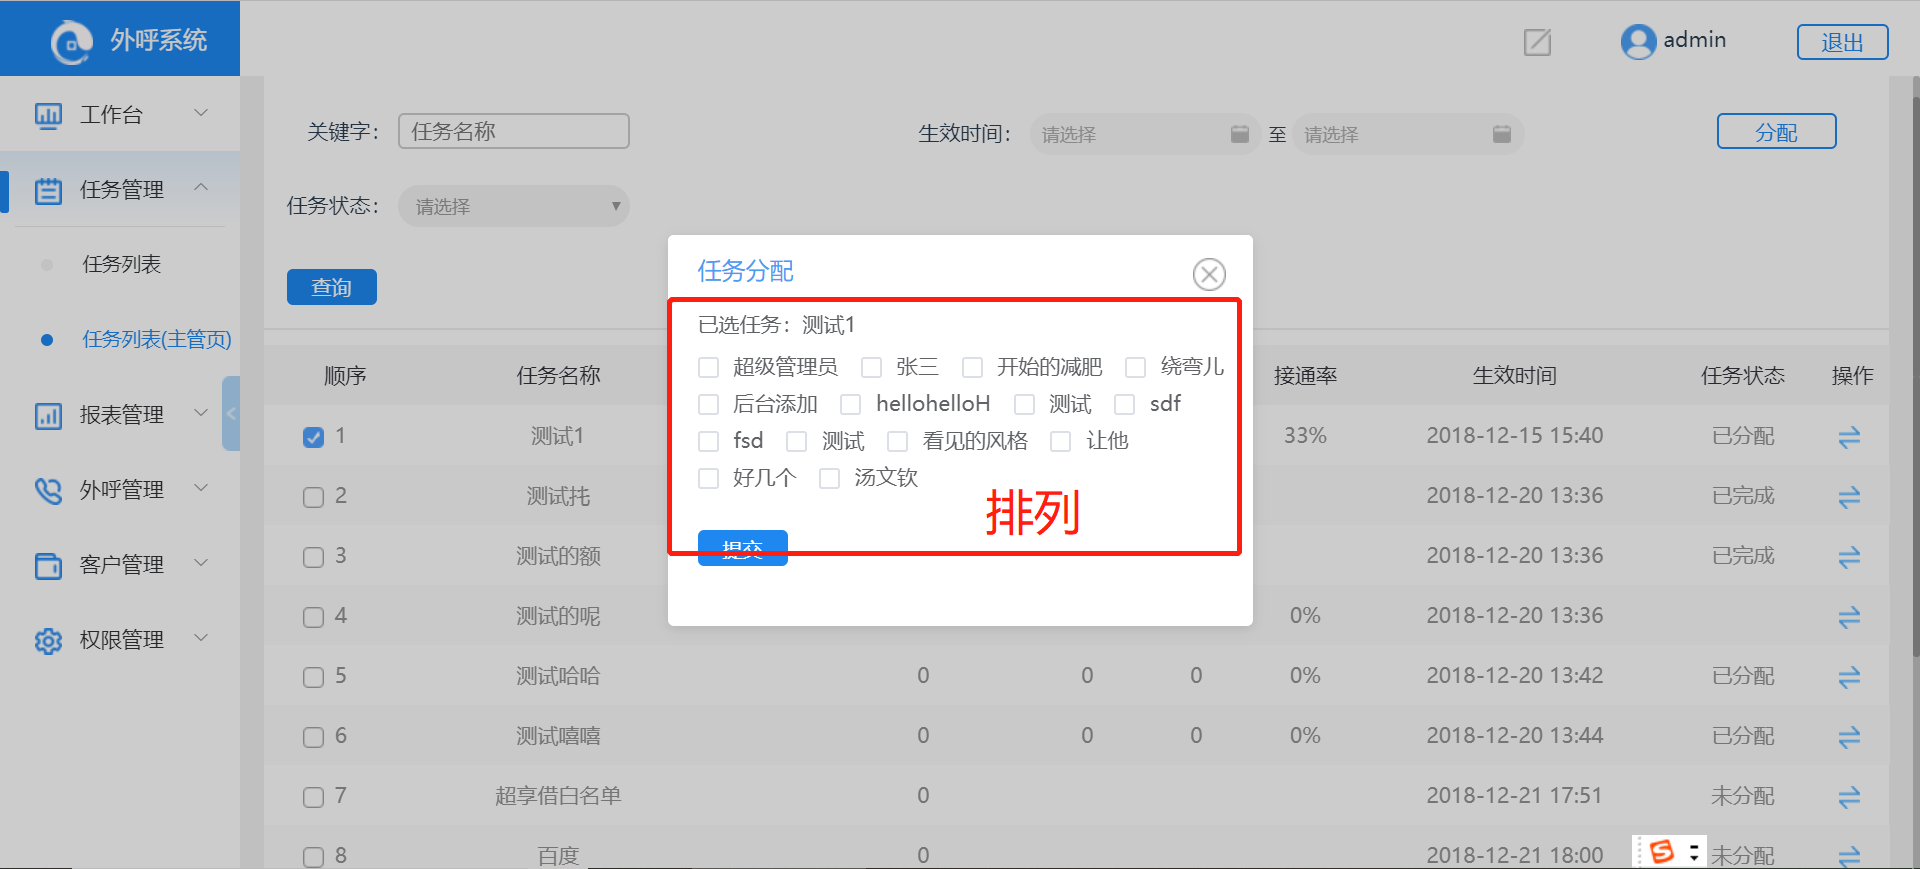 外呼系统
admin
退出
工作台
任务管理
任务列表
任务列表(主管页)
报表管理
外呼管理
客户管理
权限管理
关键字: 任务名称
生效时间: 请选择 至 请选择
分配
任务状态: 请选择
查询
任务分配
已选任务: 测试1
超级管理员 张三 开始的减肥 绕弯儿
后台添加 hellohelloH 测试 sdf
fsd 测试 看见的风格 让他
好几个 汤文钦
排列
提交
顺序 任务名称 接通率 生效时间 任务状态 操作
1 测试1 33% 2018-12-15 15:40 已分配
2 测试 2018-12-20 13:36 已完成
3 测试的额 2018-12-20 13:36 已完成
4 测试的呢 0% 2018-12-20 13:36
5 测试哈哈 0 0 0 0% 2018-12-20 13:42 已分配
6 测试嘻嘻 0 0 0 0% 2018-12-20 13:44 已分配
7 超享借白名单 0 2018-12-21 17:51 未分配
8 百度 0 2018-12-21 18:00 未分配